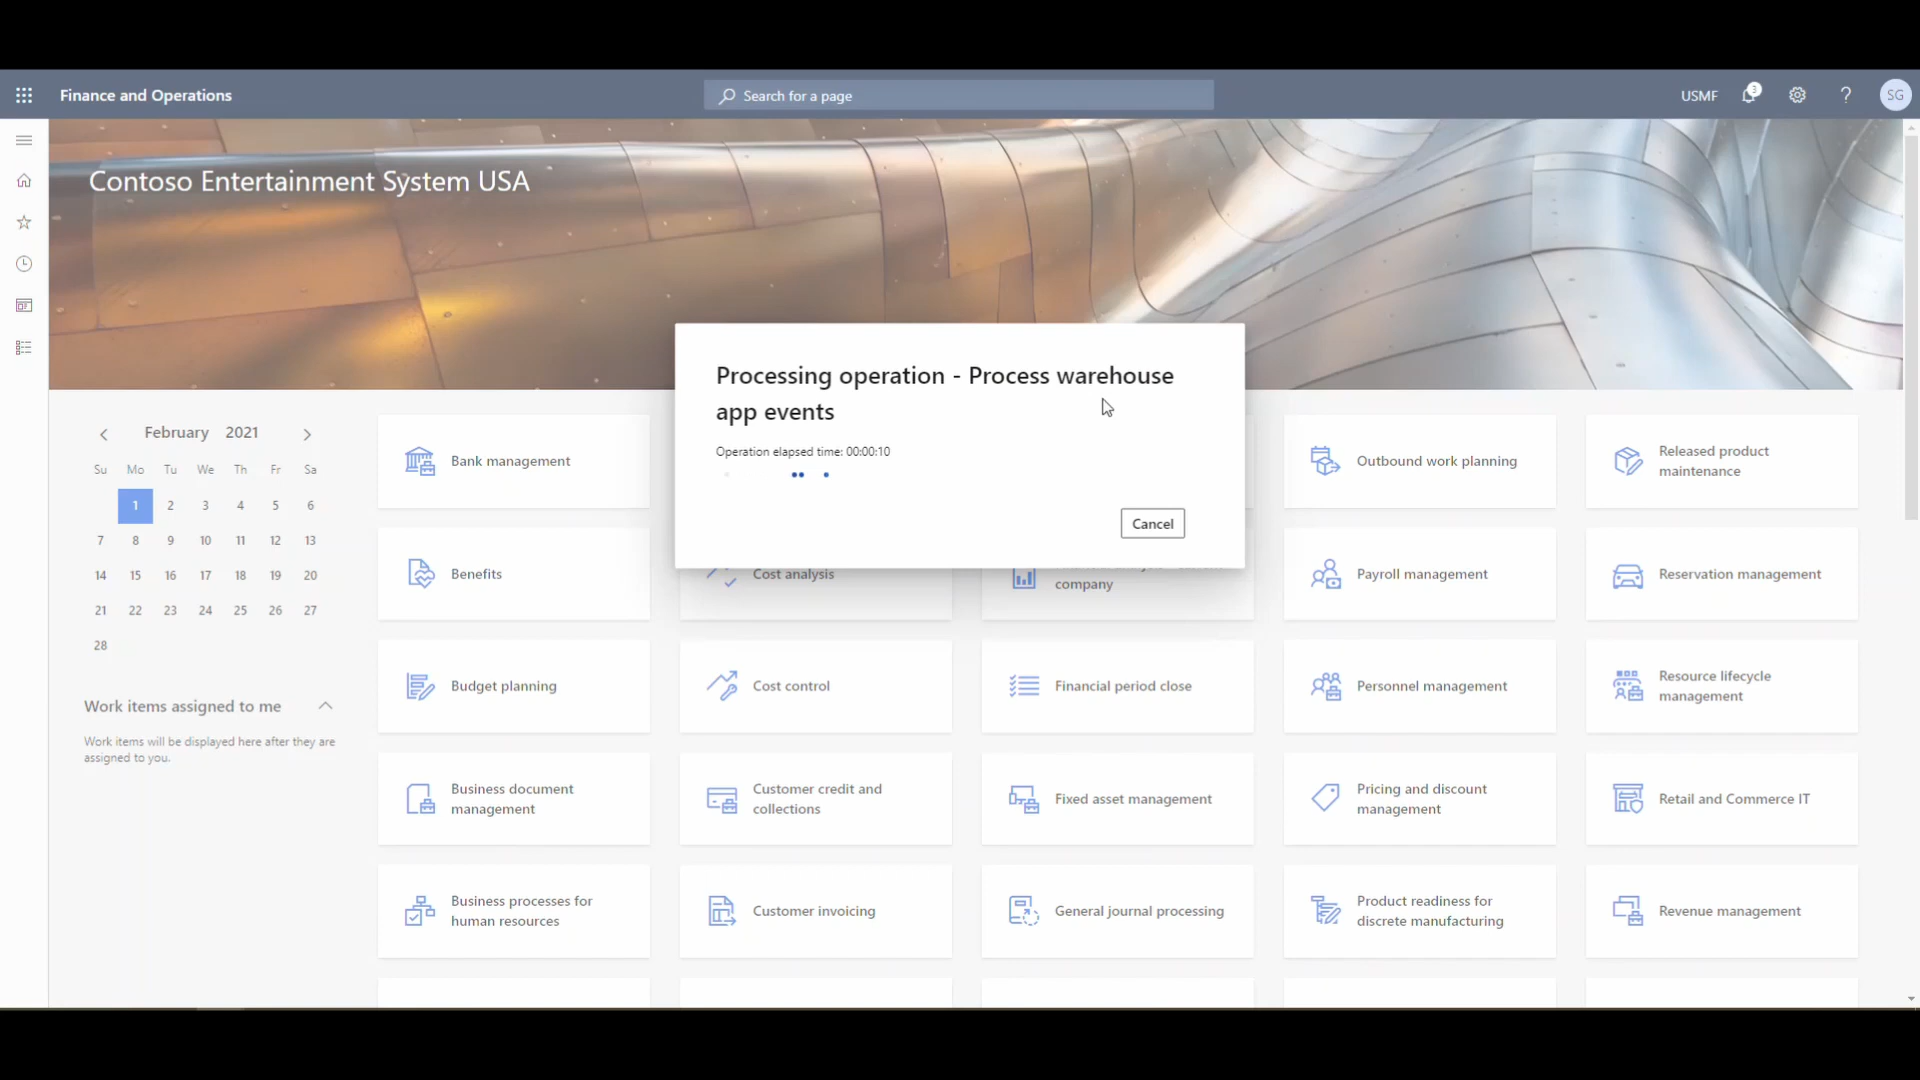 Finance and Operations
Search for a page
USMF
3
SG
Contoso Entertainment System USA
Processing operation - Process warehouse
app events
Operation elapsed time: 00:00:10
Cancel
February 2021
Su Mo Tu We Th Fr Sa
1 2 3 4 5 6
7 8 9 10 11 12 13
14 15 16 17 18 19 20
21 22 23 24 25 26 27
28
Work items assigned to me
Work items will be displayed here after they are
assigned to you.
Bank management
Outbound work planning
Released product
maintenance
Benefits
Cost analysis
company
Payroll management
Reservation management
Budget planning
Cost control
Financial period close
Personnel management
Resource lifecycle
management
Business document
management
Customer credit and
collections
Fixed asset management
Pricing and discount
management
Retail and Commerce IT
Business processes for
human resources
Customer invoicing
General journal processing
Product readiness for
discrete manufacturing
Revenue management